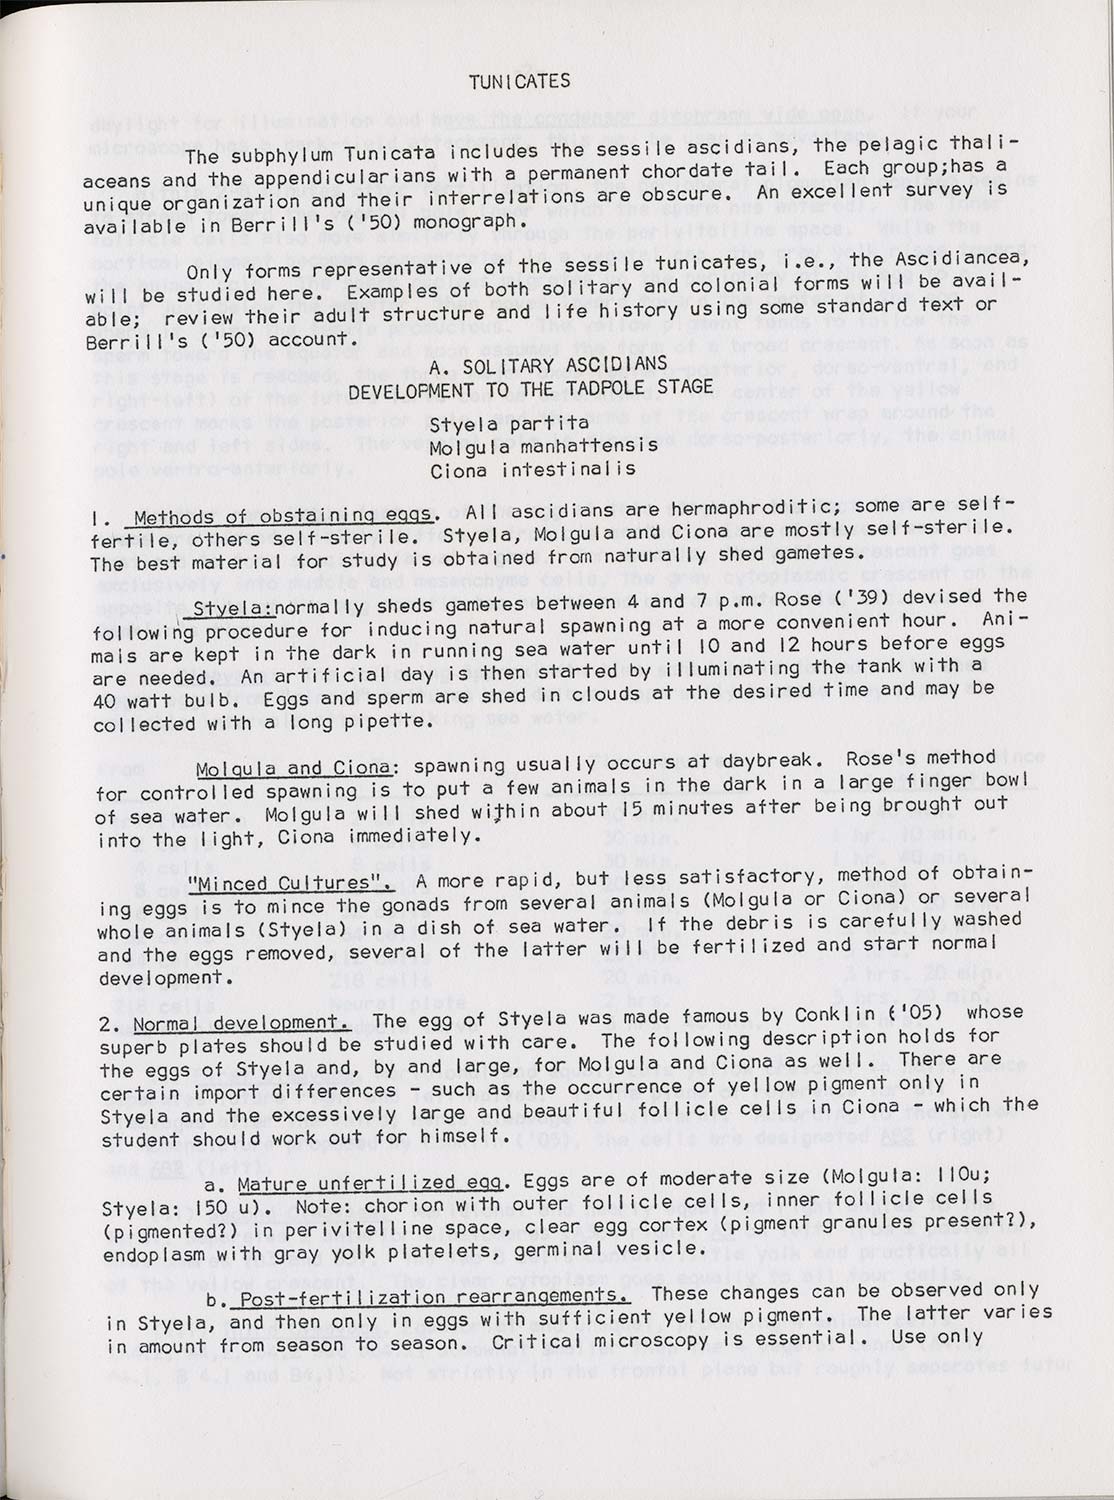 TUNICATES
The subphylum Tunicata includes the sessile ascidians, the pelagic thali-
aceans and the appendicularians with a permanent chordate tail. Each group;has a
unique organization and their interrelations are obscure. An excellent survey is
available in Berrill's ('50) monograph.
Only forms representative of the sessile tunicates, i.e., the Ascidiancea,
will be studied here. Examples of both solitary and colonial forms will be avail-
able; review their adult structure and life history using some standard text or
Berrill's ('50) account.
A. SOLITARY ASCIDIANS
DEVELOPMENT TO THE TADPOLE STAGE
Styela partita
Molgula manhattensis
Ciona intestinalis
1. Methods of obstaining eggs. All ascidians are hermaphroditic; some are self-
fertile, others self-sterile. Styela, Molgula and Ciona are mostly self-sterile.
The best material for study is obtained from naturally shed gametes.
Styela:normally sheds gametes between 4 and 7 p.m. Rose ('39) devised the
following procedure for inducing natural spawning at a more convenient hour. Ani-
mals are kept in the dark in running sea water until 10 and 12 hours before eggs
are needed. An artificial day is then started by illuminating the tank with a
40 watt bulb. Eggs and sperm are shed in clouds at the desired time and may be
collected with a long pipette.
Molgula and Ciona: spawning usually occurs at daybreak. Rose's method
for controlled spawning is to put a few animals in the dark in a large finger bowl
of sea water. Molgula will shed within about 15 minutes after being brought out
into the light, Ciona immediately.
"Minced Cultures". A more rapid, but less satisfactory, method of obtain-
ing eggs is to mince the gonads from several animals (Molgula or Ciona) or several
whole animals (Styela) in a dish of sea water. If the debris is carefully washed
and the eggs removed, several of the latter will be fertilized and start normal
development.
2. Normal development. The egg of Styela was made famous by Conklin ('05) whose
superb plates should be studied with care. The following description holds for
the eggs of Styela and, by and large, for Molgula and Ciona as well. There are
certain import differences - such as the occurrence of yellow pigment only in
Styela and the excessively large and beautiful follicle cells in Ciona - which the
student should work out for himself.
a. Mature unfertilized egg. Eggs are of moderate size (Molgula: 110u;
Styela: 150 u). Note: chorion with outer follicle cells, inner follicle cells
(pigmented?) in perivitelline space, clear egg cortex (pigment granules present?),
endoplasm with gray yolk platelets, germinal vesicle.
b. Post-fertilization rearrangements. These changes can be observed only
in Styela, and then only in eggs with sufficient yellow pigment. The latter varies
in amount from season to season. Critical microscopy is essential. Use only